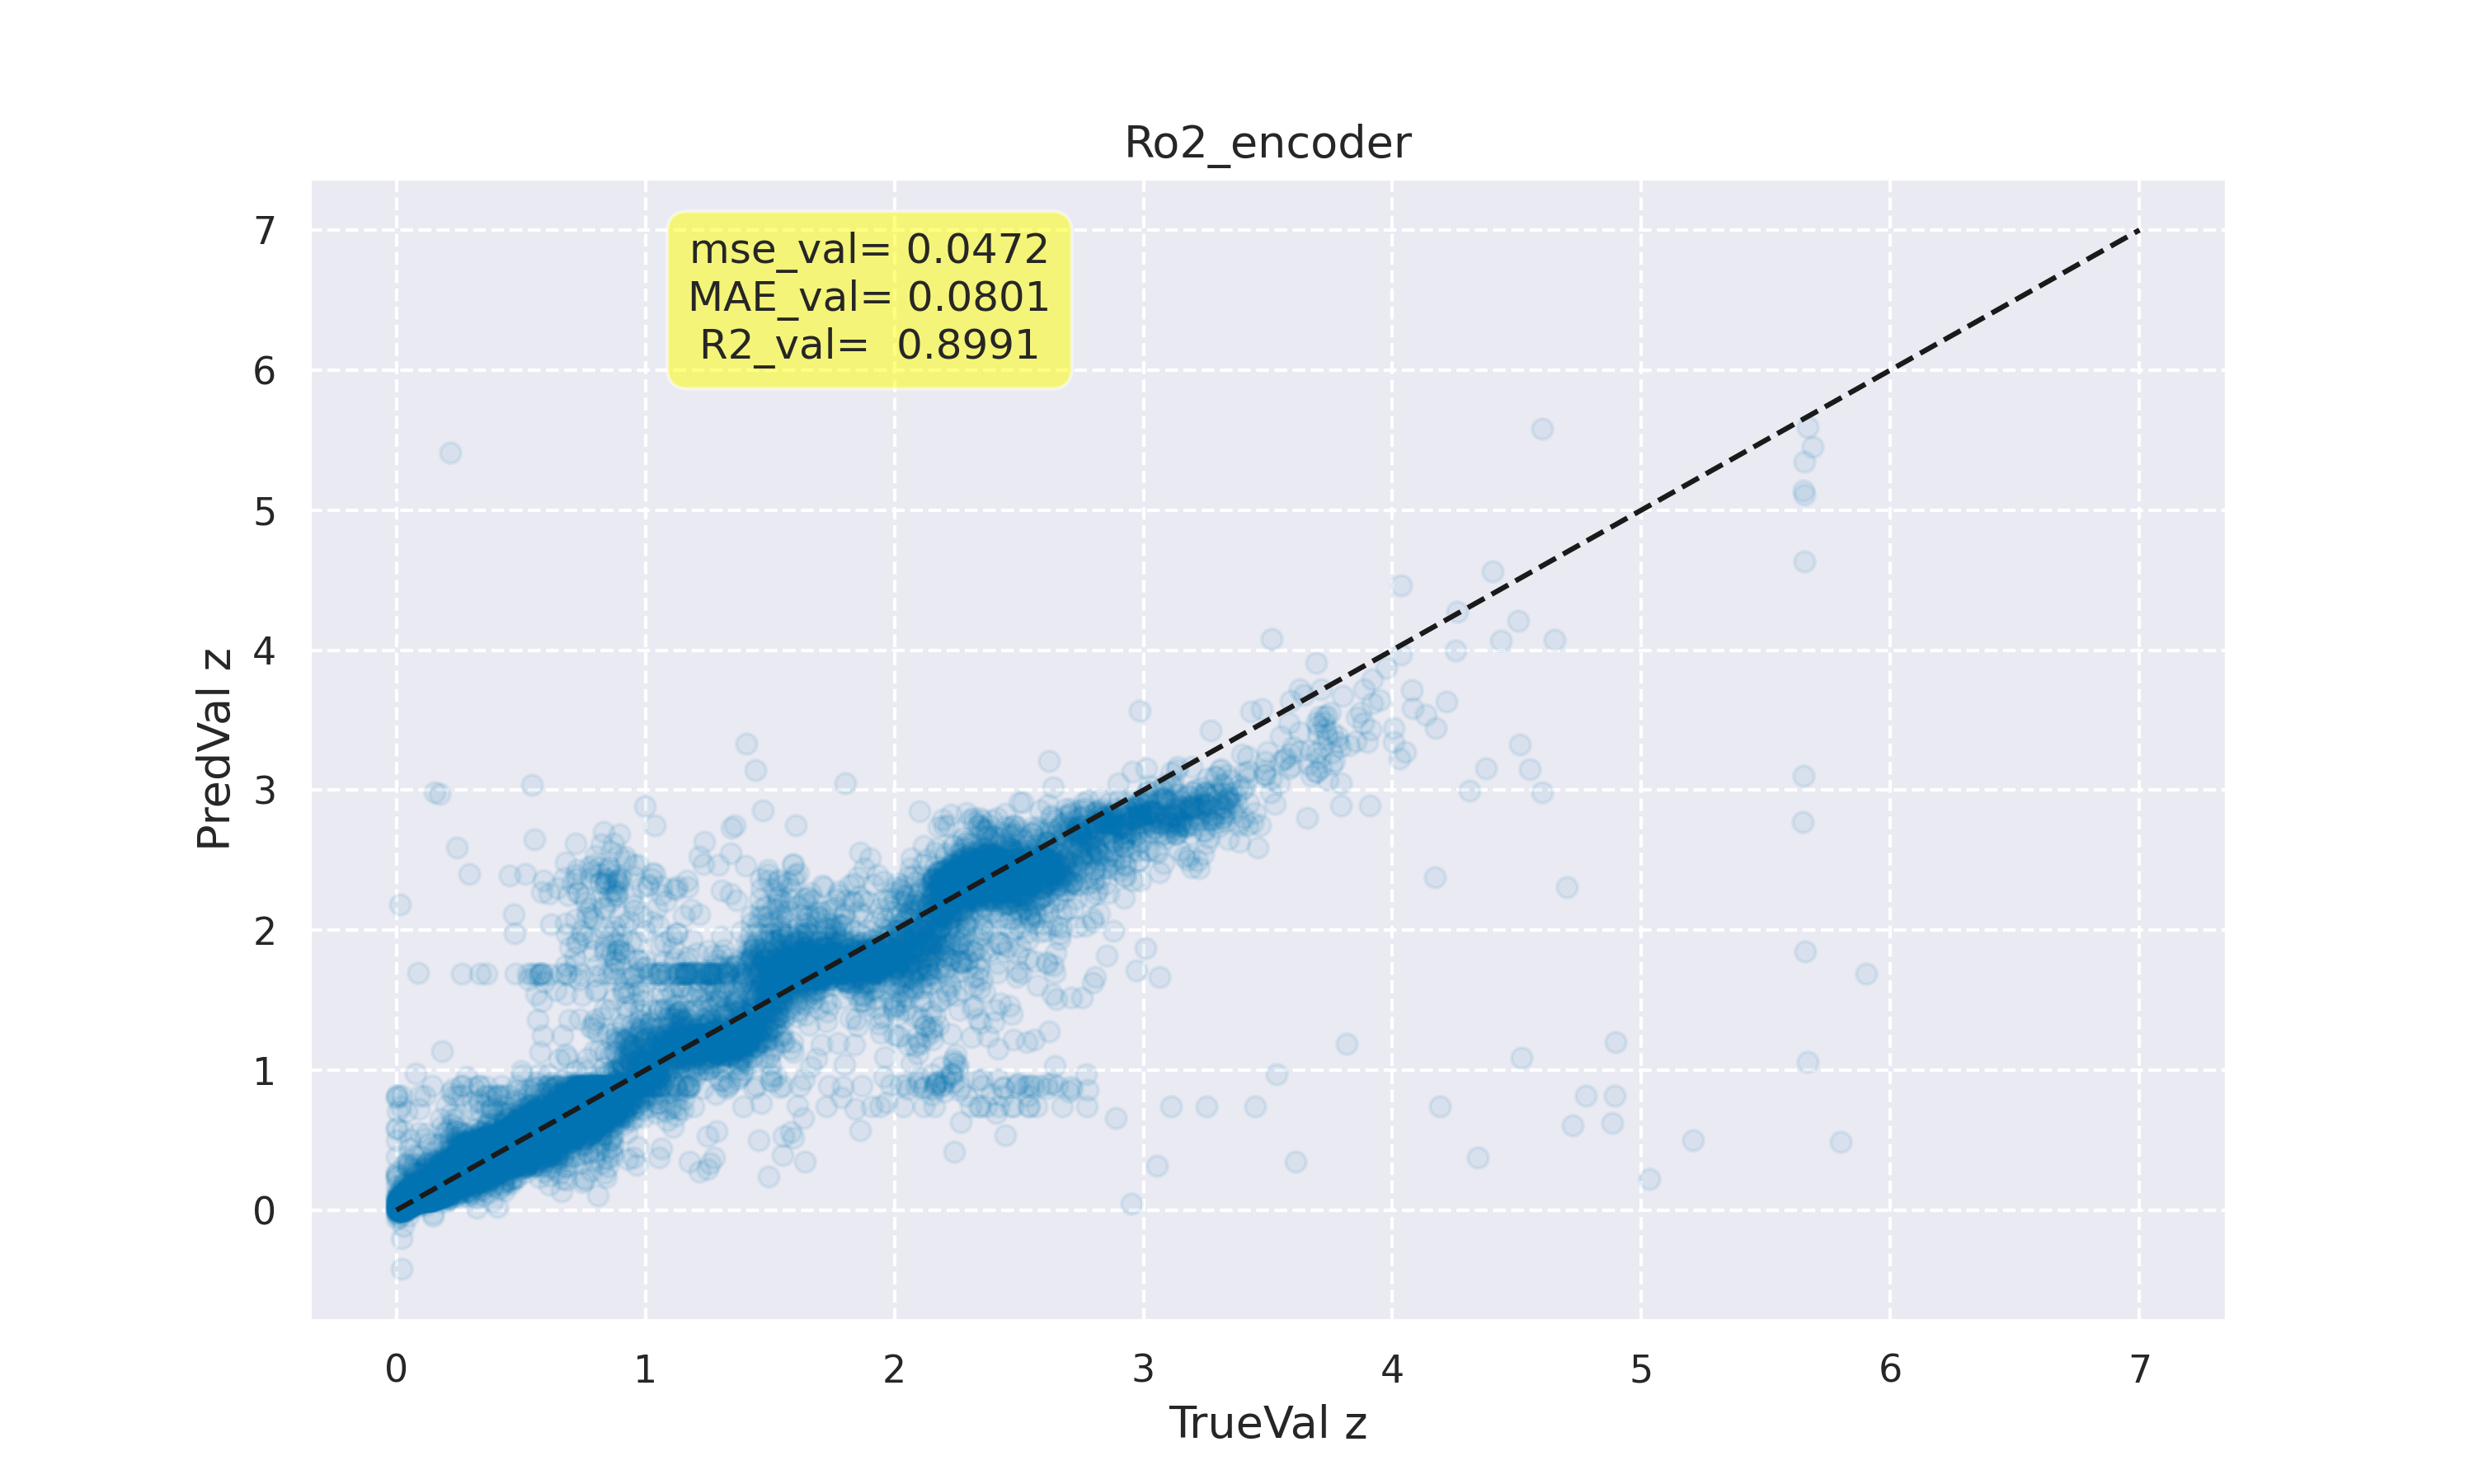 Ro2_encoder
mse_val= 0.0472
MAE_val= 0.0801
R2_val=  0.8991
7
6
5
4
3
2
1
0
PredVal z
0 1 2 3 4 5 6 7
TrueVal z